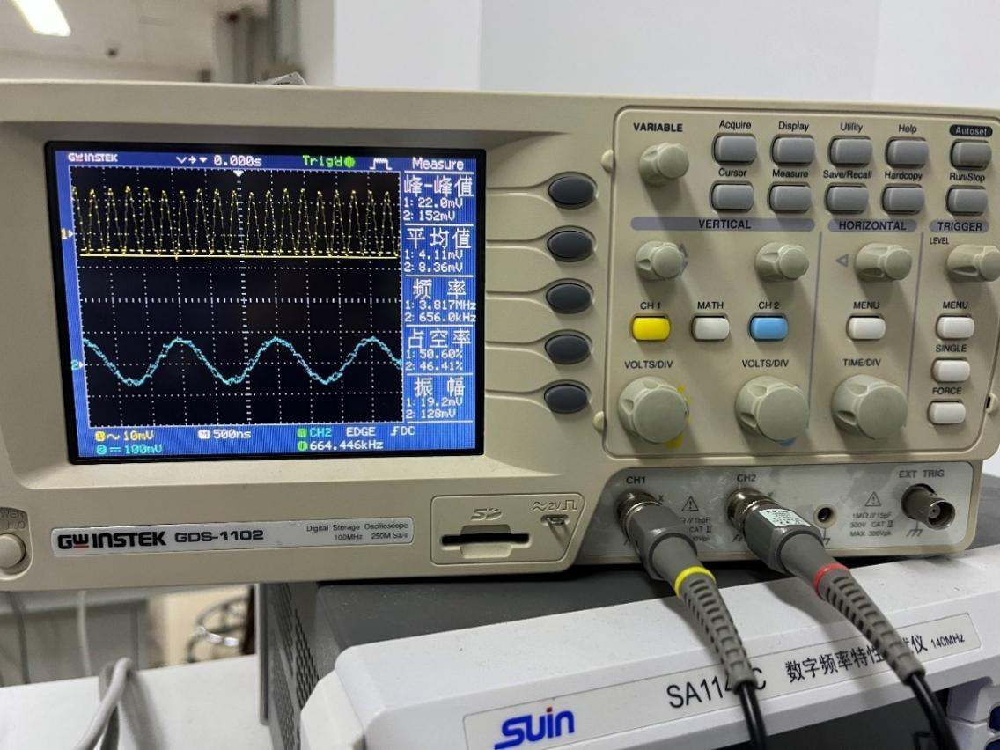 GWINSTEK
0.000s
Trig'd
Measure
峰-峰值
1: 22.0mV
2: 152mV
平均值
1: 4.11mV
2: 8.36mV
频 率
1: 3.817MHz
2: 656.0kHz
占空率
1: 50.60%
2: 46.41%
振 幅
1: 19.2mV
2: 128mV
1
2
1 10mV
M 500ns
CH2
EDGE
DC
2 100mV
664.446kHz
VARIABLE
Acquire
Display
Utility
Help
Autoset
Cursor
Measure
Save/Recall
Hardcopy
Run/Stop
VERTICAL
HORIZONTAL
TRIGGER
LEVEL
CH 1
MATH
CH 2
MENU
MENU
SINGLE
VOLTS/DIV
VOLTS/DIV
TIME/DIV
FORCE
CH1
CH2
EXT TRIG
X
Y
1MΩ//15pF
300V CAT II
MAX. 300Vpk
SD
≈2V
GWINSTEK GDS-1102
Digital Storage Oscilloscope
100MHz 250M Sa/s
数字频率特性
仪 140MHz
suin